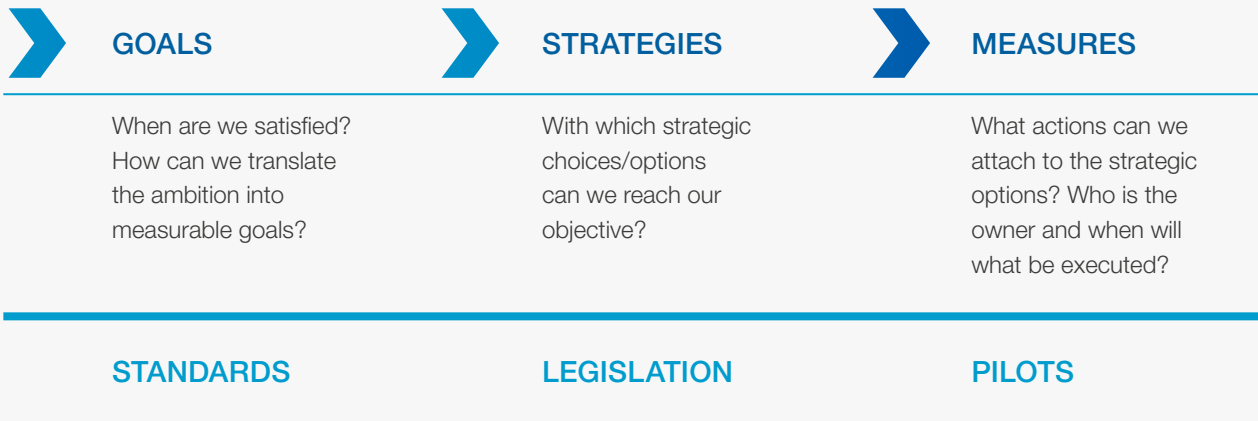 GOALS
When are we satisfied?
How can we translate
the ambition into
measurable goals?
STRATEGIES
With which strategic
choices/options
can we reach our
objective?
MEASURES
What actions can we
attach to the strategic
options? Who is the
owner and when will
what be executed?
STANDARDS
LEGISLATION
PILOTS